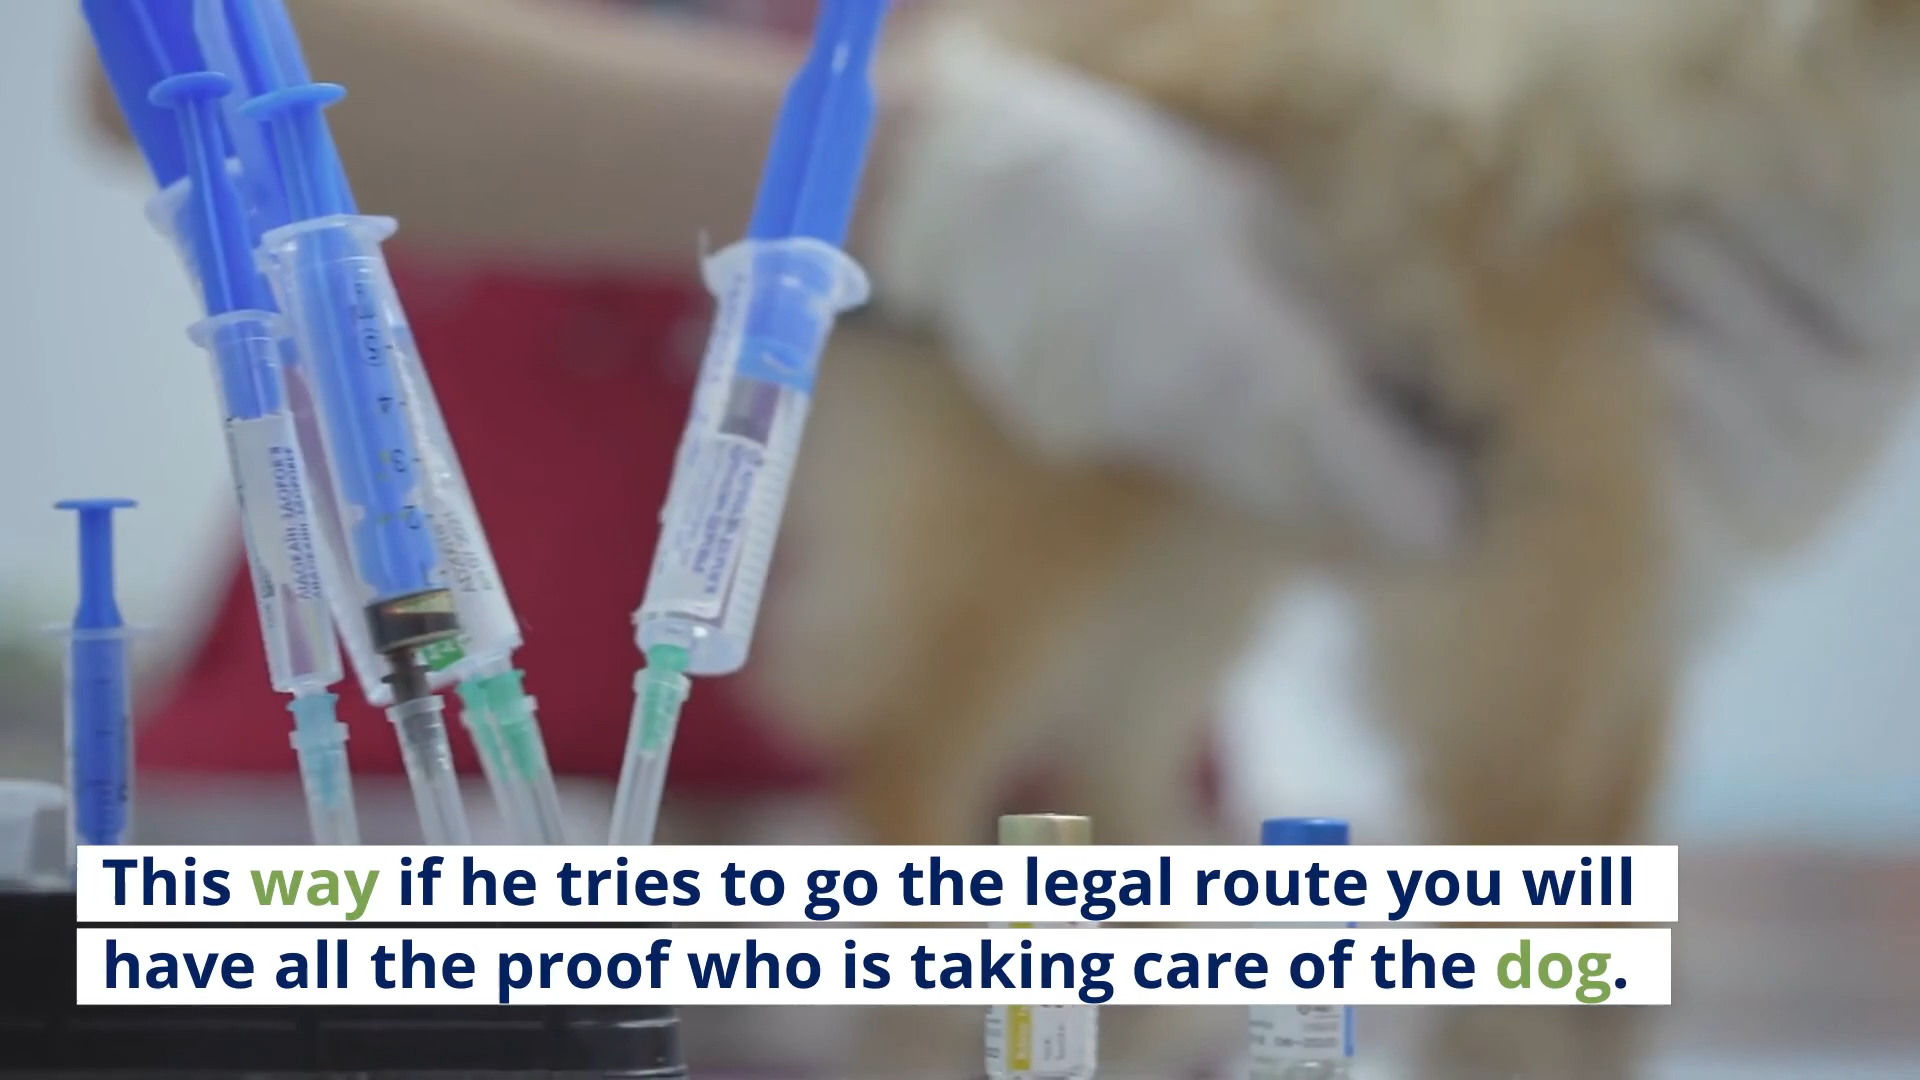 This way if he tries to go the legal route you will
have all the proof who is taking care of the dog.